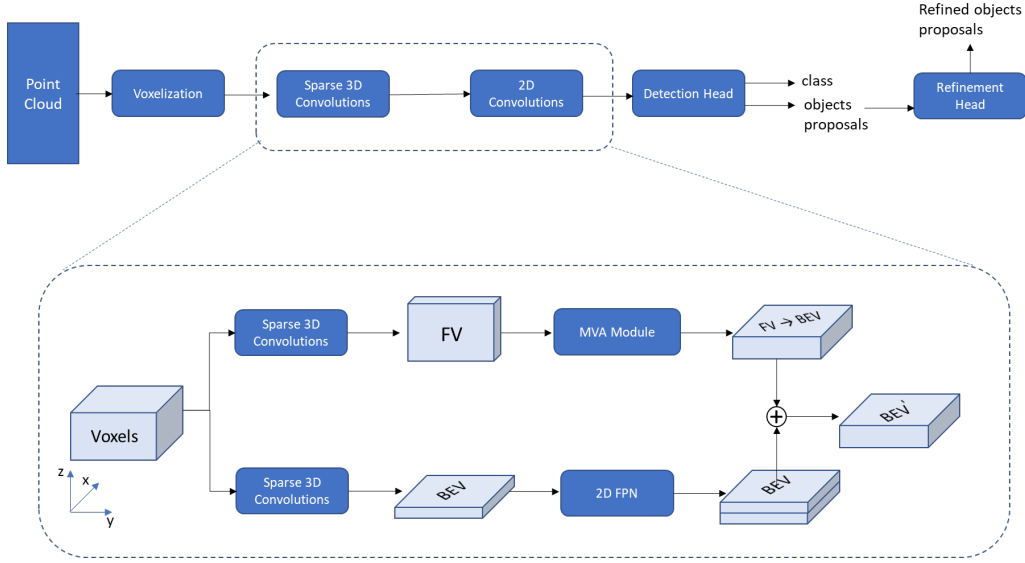 Refined objects
proposals
Point
Cloud
Voxelization
Sparse 3D
Convolutions
2D
Convolutions
Detection Head
class
objects
proposals
Refinement
Head
Sparse 3D
Convolutions
FV
MVA Module
FV → BEV
Voxels
BEV'
z
x
y
Sparse 3D
Convolutions
BEV
2D FPN
BEV